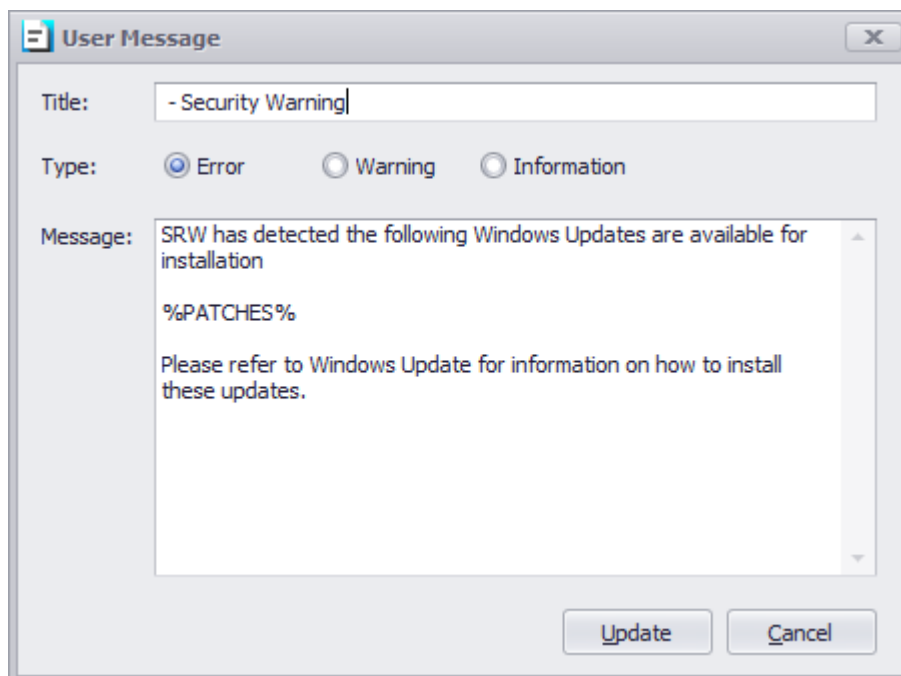 User Message
Title: - Security Warning
Type: Error Warning Information
Message: SRW has detected the following Windows Updates are available for
installation
%PATCHES%
Please refer to Windows Update for information on how to install
these updates.
Update Cancel